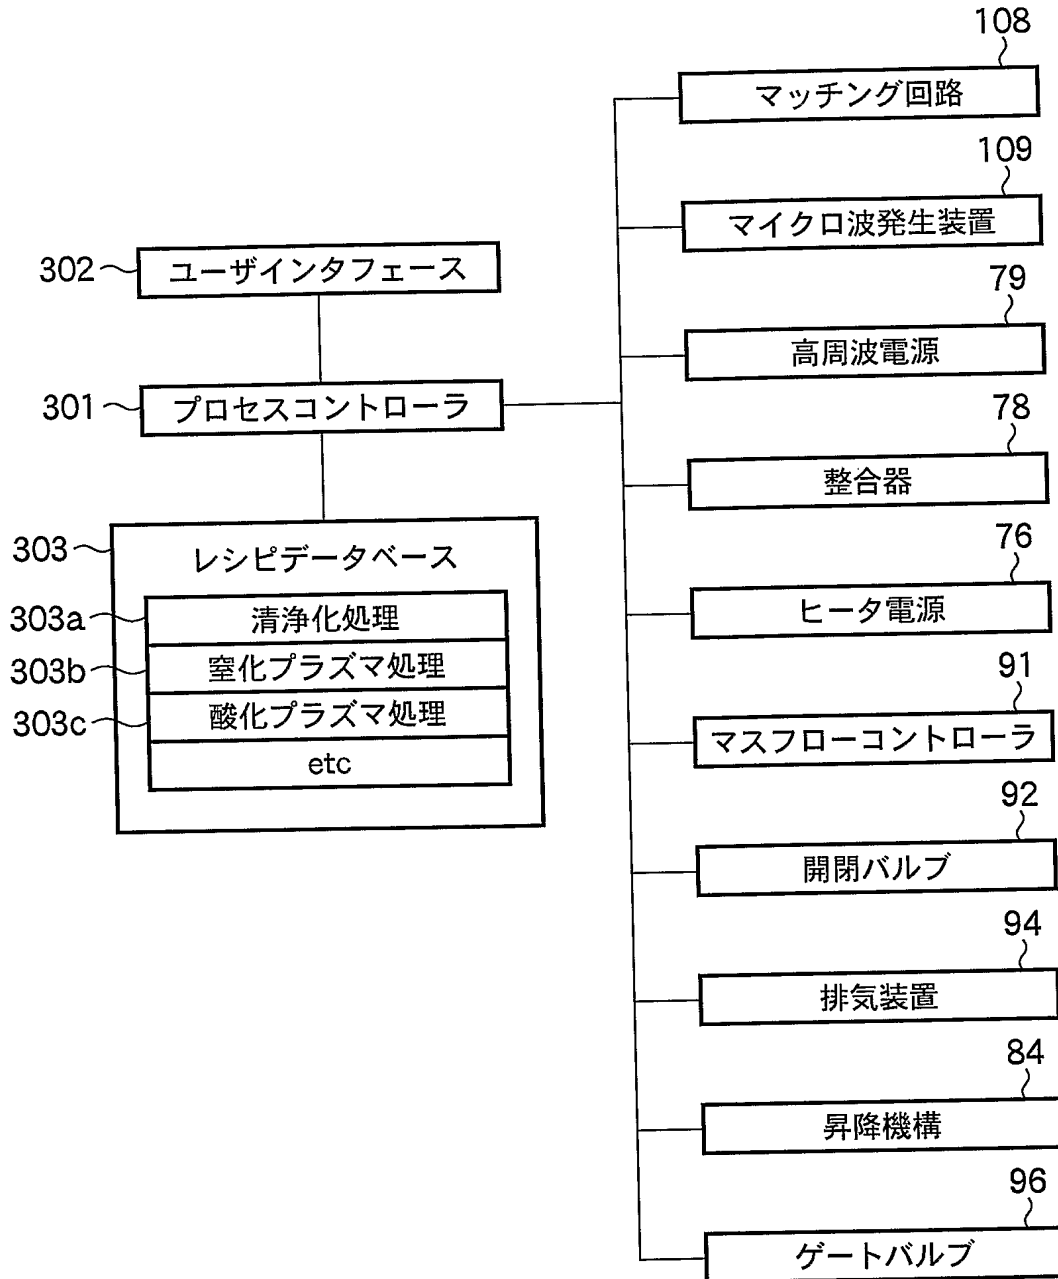 302
ユーザインタフェース
301
プロセスコントローラ
303
レシピデータベース
303a
清浄化処理
303b
窒化プラズマ処理
303c
酸化プラズマ処理
etc
108
マッチング回路
109
マイクロ波発生装置
79
高周波電源
78
整合器
76
ヒータ電源
91
マスフローコントローラ
92
開閉バルブ
94
排気装置
84
昇降機構
96
ゲートバルブ